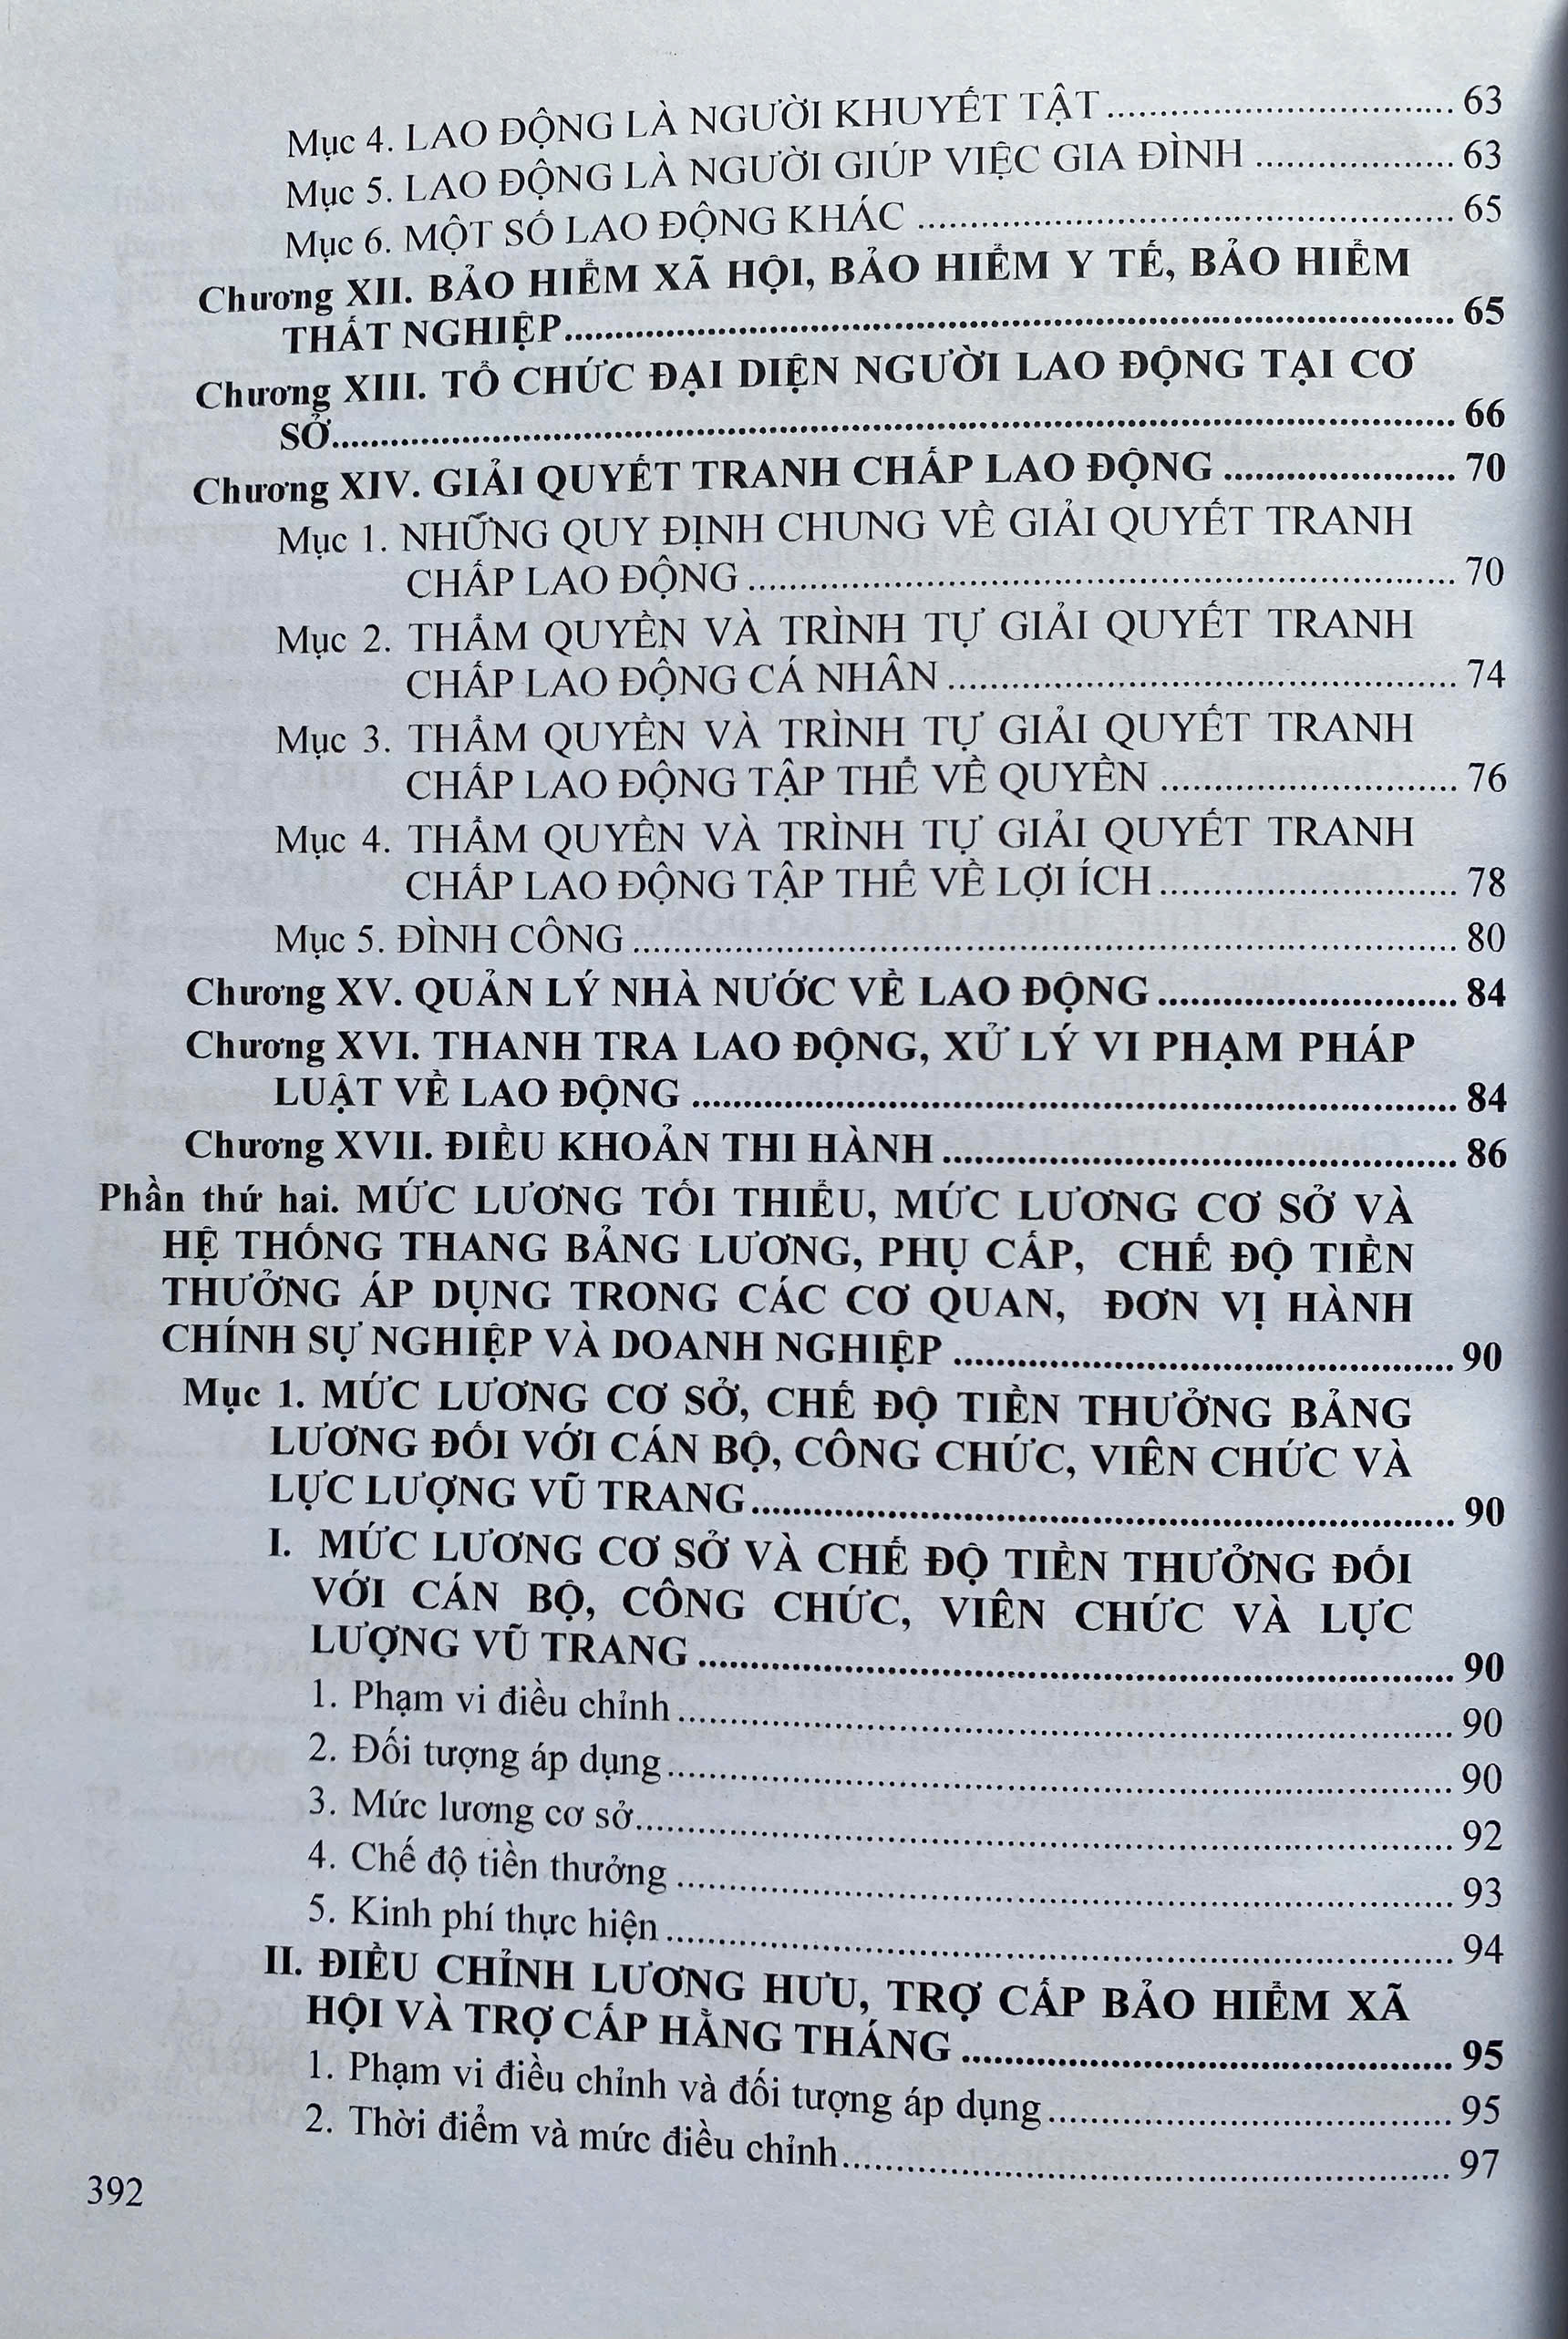 Mục 4. LAO ĐỘNG LÀ NGƯỜI KHUYẾT TẬT .................................. 63
Mục 5. LAO ĐỘNG LÀ NGƯỜI GIÚP VIỆC GIA ĐÌNH .................... 63
Mục 6. MỘT SỐ LAO ĐỘNG KHÁC .................................................... 65
Chương XII. BẢO HIỂM XÃ HỘI, BẢO HIỂM Y TẾ, BẢO HIỂM
THẤT NGHIỆP.................................................................................... 65
Chương XIII. TỔ CHỨC ĐẠI DIỆN NGƯỜI LAO ĐỘNG TẠI CƠ
SỞ......................................................................................................... 66
Chương XIV. GIẢI QUYẾT TRANH CHẤP LAO ĐỘNG ...................... 70
Mục 1. NHỮNG QUY ĐỊNH CHUNG VỀ GIẢI QUYẾT TRANH
CHẤP LAO ĐỘNG ..................................................................... 70
Mục 2. THẨM QUYỀN VÀ TRÌNH TỰ GIẢI QUYẾT TRANH
CHẤP LAO ĐỘNG CÁ NHÂN .................................................. 74
Mục 3. THẨM QUYỀN VÀ TRÌNH TỰ GIẢI QUYẾT TRANH
CHẤP LAO ĐỘNG TẬP THỂ VỀ QUYỀN ............................. 76
Mục 4. THẨM QUYỀN VÀ TRÌNH TỰ GIẢI QUYẾT TRANH
CHẤP LAO ĐỘNG TẬP THỂ VỀ LỢI ÍCH ............................. 78
Mục 5. ĐÌNH CÔNG ................................................................................ 80
Chương XV. QUẢN LÝ NHÀ NƯỚC VỀ LAO ĐỘNG ............................ 84
Chương XVI. THANH TRA LAO ĐỘNG, XỬ LÝ VI PHẠM PHÁP
LUẬT VỀ LAO ĐỘNG ......................................................................... 84
Chương XVII. ĐIỀU KHOẢN THI HÀNH .................................................. 86
Phần thứ hai. MỨC LƯƠNG TỐI THIỂU, MỨC LƯƠNG CƠ SỞ VÀ
HỆ THỐNG THANG BẢNG LƯƠNG, PHỤ CẤP, CHẾ ĐỘ TIỀN
THƯỞNG ÁP DỤNG TRONG CÁC CƠ QUAN, ĐƠN VỊ HÀNH
CHÍNH SỰ NGHIỆP VÀ DOANH NGHIỆP ................................................ 90
Mục 1. MỨC LƯƠNG CƠ SỞ, CHẾ ĐỘ TIỀN THƯỞNG BẢNG
LƯƠNG ĐỐI VỚI CÁN BỘ, CÔNG CHỨC, VIÊN CHỨC VÀ
LỰC LƯỢNG VŨ TRANG.................................................................... 90
I. MỨC LƯƠNG CƠ SỞ VÀ CHẾ ĐỘ TIỀN THƯỞNG ĐỐI
VỚI CÁN BỘ, CÔNG CHỨC, VIÊN CHỨC VÀ LỰC
LƯỢNG VŨ TRANG ......................................................................... 90
1. Phạm vi điều chỉnh ........................................................................... 90
2. Đối tượng áp dụng ............................................................................ 90
3. Mức lương cơ sở............................................................................... 92
4. Chế độ tiền thưởng ........................................................................... 93
5. Kinh phí thực hiện ............................................................................ 94
II. ĐIỀU CHỈNH LƯƠNG HƯU, TRỢ CẤP BẢO HIỂM XÃ
HỘI VÀ TRỢ CẤP HẰNG THÁNG ................................................ 95
1. Phạm vi điều chỉnh và đối tượng áp dụng ....................................... 95
2. Thời điểm và mức điều chỉnh........................................................... 97
392